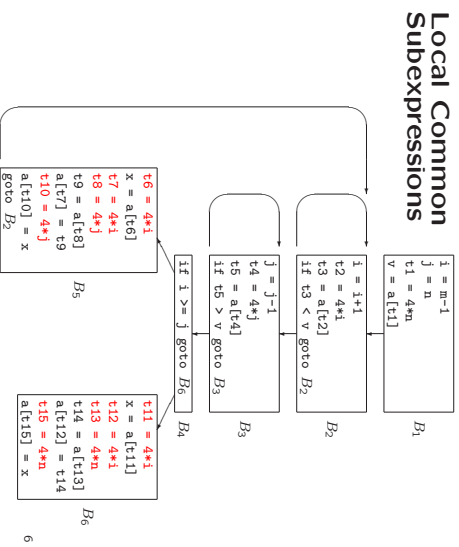 Local Common
Subexpressions
i = m-1
j = n
t1 = 4*n
v = a[t1]
B1
i = i+1
t2 = 4*i
t3 = a[t2]
if t3 < v goto B2
B2
j = j-1
t4 = 4*j
t5 = a[t4]
if t5 > v goto B3
B3
if i >= j goto B6
B4
t6 = 4*i
x = a[t6]
t7 = 4*i
t8 = 4*j
t9 = a[t8]
a[t7] = t9
t10 = 4*j
a[t10] = x
goto B2
B5
t11 = 4*i
x = a[t11]
t12 = 4*i
t13 = 4*n
t14 = a[t13]
a[t12] = t14
t15 = 4*n
a[t15] = x
B6
6